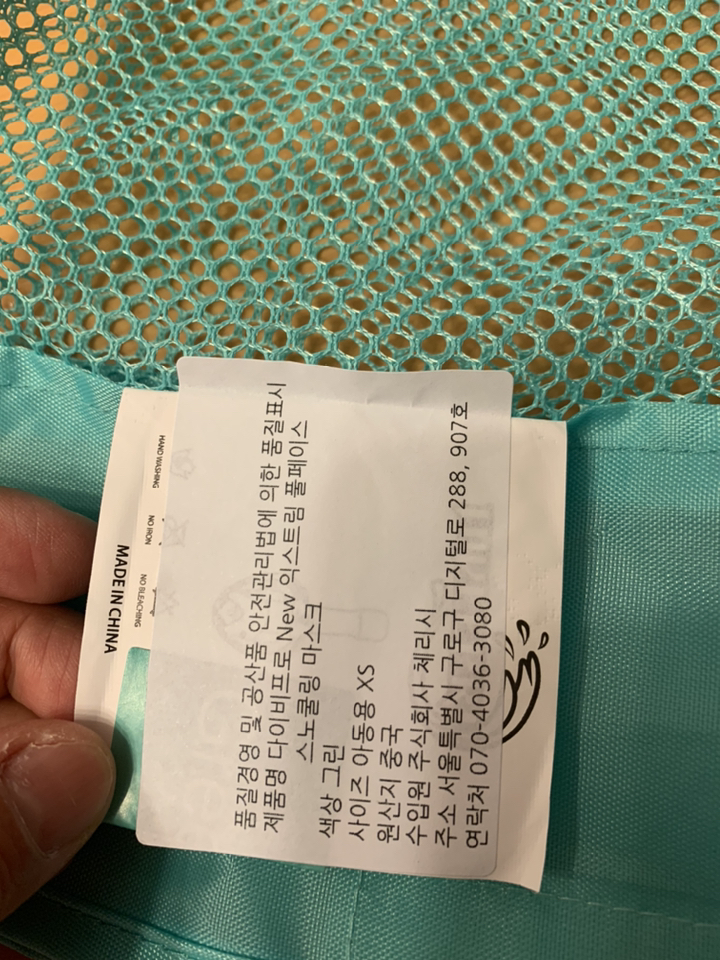 품질경영 및 공산품 안전관리법에 의한 품질표시
제품명 다이비프로 New 익스트림 풀페이스
스노쿨링 마스크
색상 그린
사이즈 아동용 XS
원산지 중국
수입원 주식회사 체리시
주소 서울특별시 구로구 디지털로 288, 907호
연락처 070-4036-3080
HAND WASHING
NO IRON
NO BLEACHING
MADE IN CHINA